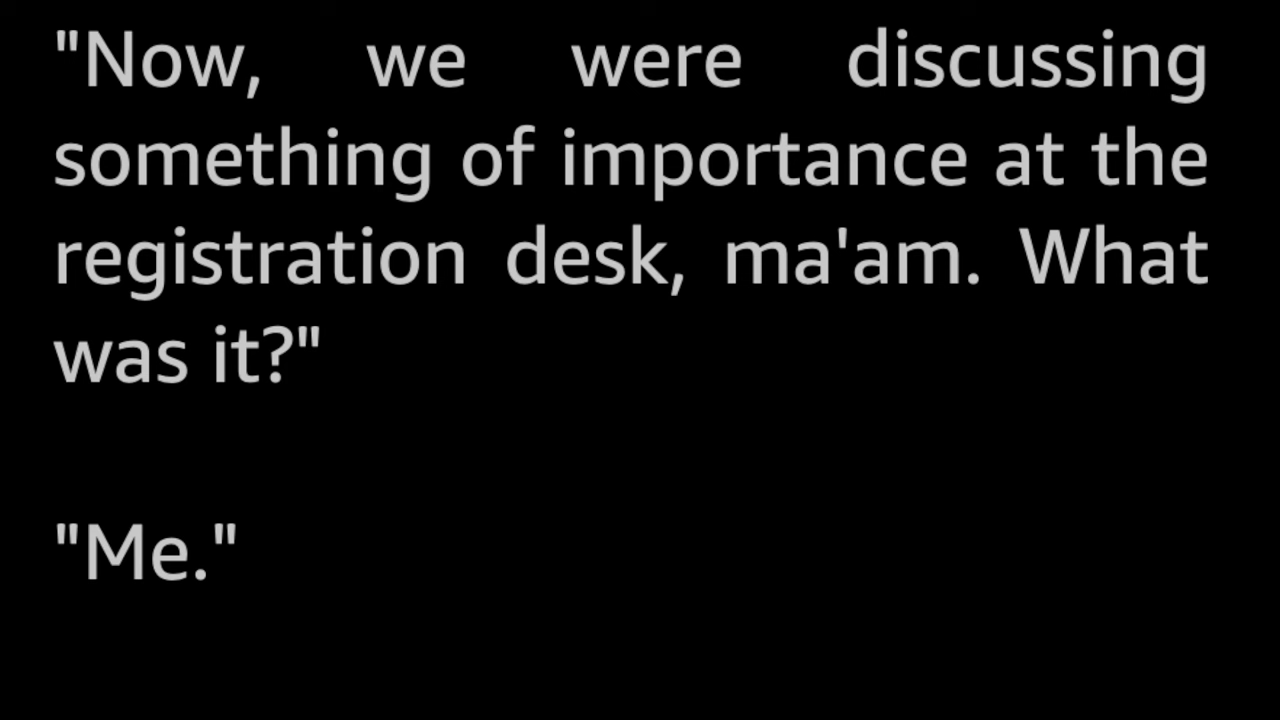 "Now, we were discussing
something of importance at the
registration desk, ma'am. What
was it?"
"Me."